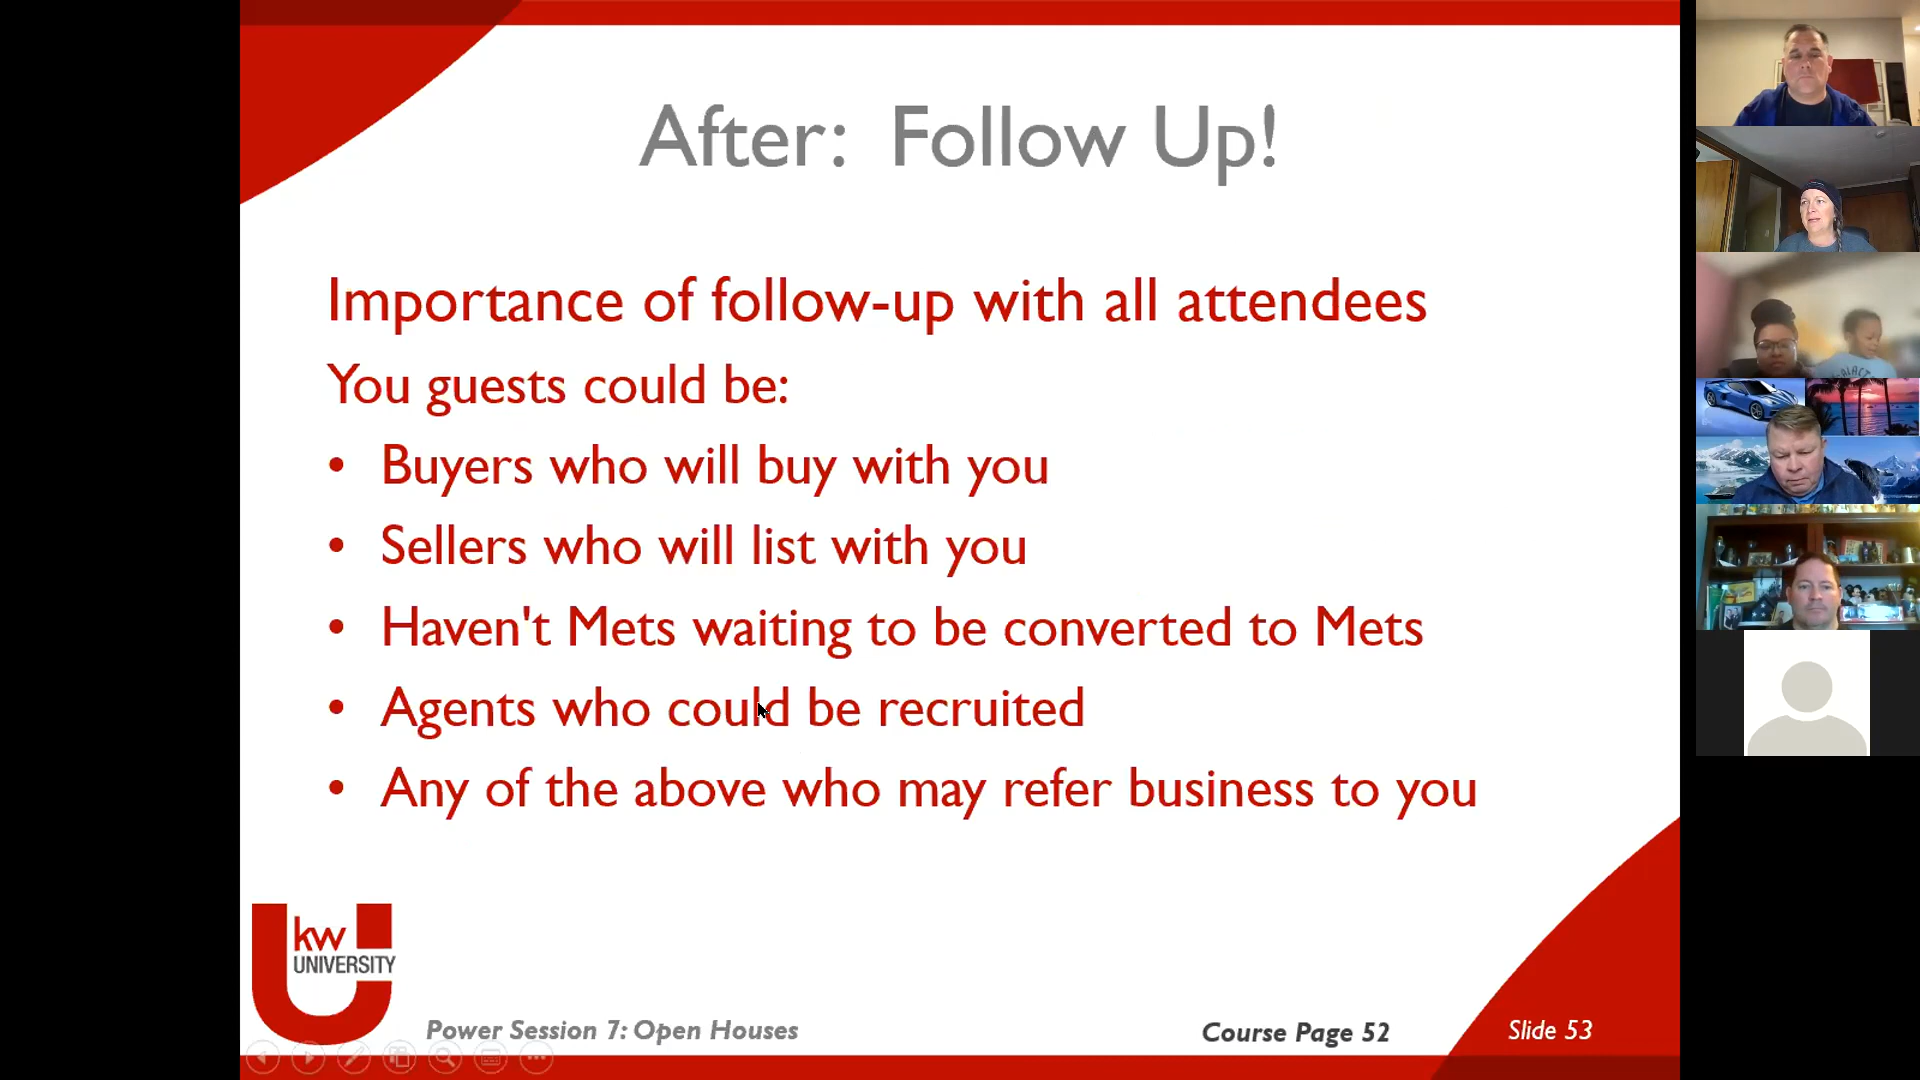 After: Follow Up!
Importance of follow-up with all attendees
You guests could be:
• Buyers who will buy with you
• Sellers who will list with you
• Haven't Mets waiting to be converted to Mets
• Agents who could be recruited
• Any of the above who may refer business to you
kw
UNIVERSITY
Power Session 7: Open Houses
Course Page 52
Slide 53